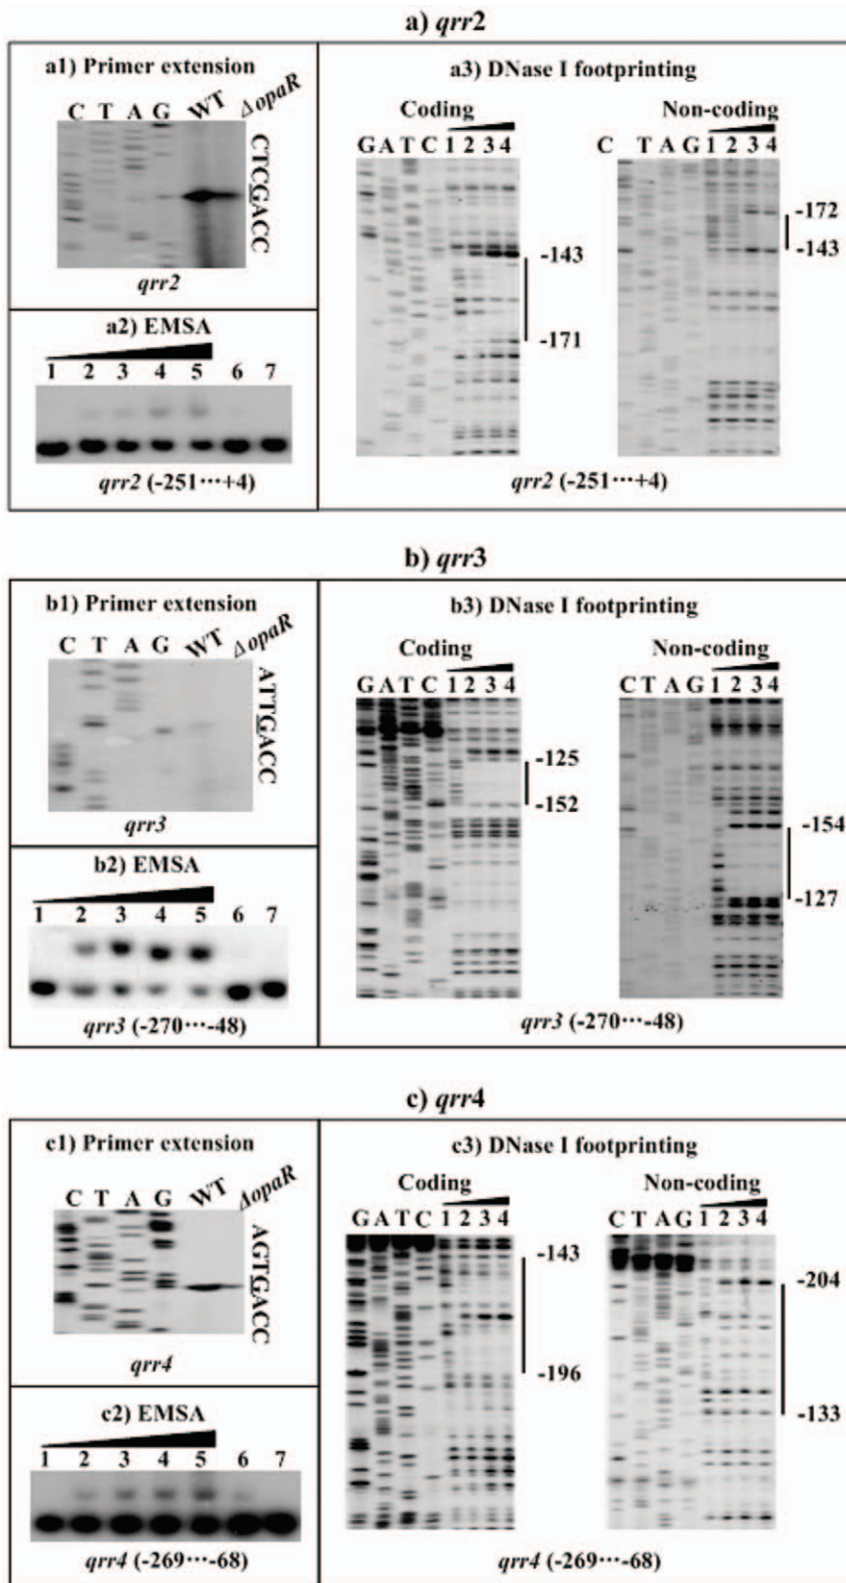 a) qrr2
a1) Primer extension
C T A G WT ΔopaR
CTCGACC
qrr2
a2) EMSA
1 2 3 4 5 6 7
qrr2 (-251···+4)
a3) DNase I footprinting
Coding Non-coding
G A T C 1 2 3 4 C T A G 1 2 3 4
-143
-171
-172
-143
qrr2 (-251···+4)
b) qrr3
b1) Primer extension
C T A G WT ΔopaR
ATTGACC
qrr3
b2) EMSA
1 2 3 4 5 6 7
qrr3 (-270···-48)
b3) DNase I footprinting
Coding Non-coding
G A T C 1 2 3 4 C T A G 1 2 3 4
-125
-152
-154
-127
qrr3 (-270···-48)
c) qrr4
c1) Primer extension
C T A G WT ΔopaR
AGTGACC
qrr4
c2) EMSA
1 2 3 4 5 6 7
qrr4 (-269···-68)
c3) DNase I footprinting
Coding Non-coding
G A T C 1 2 3 4 C T A G 1 2 3 4
-143
-196
-204
-133
qrr4 (-269···-68)